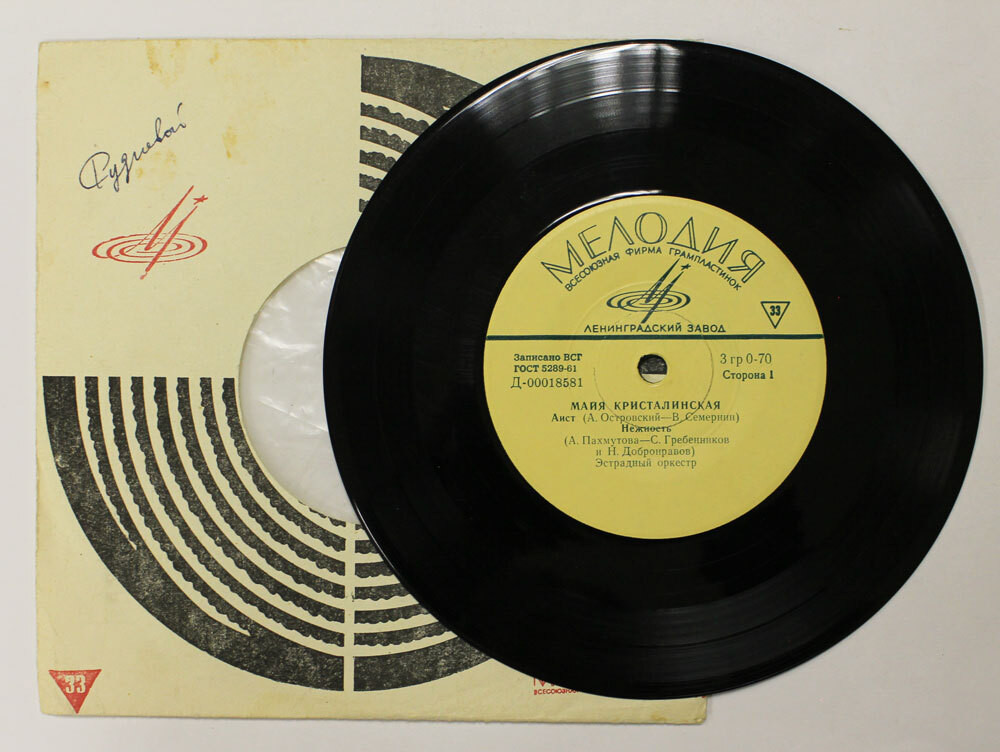 Рудневой
33
МЕЛОДИЯ
ВСЕСОЮЗНАЯ ФИРМА ГРАМПЛАСТИНОК
33
ЛЕНИНГРАДСКИЙ ЗАВОД
Записано ВСГ
ГОСТ 5289-61
Д-00018581
3 гр 0-70
Сторона 1
МАЙЯ КРИСТАЛИНСКАЯ
Аист (А. Островский—В. Семернин)
Нежность
(А. Пахмутова—С. Гребенников
и Н. Добронравов)
Эстрадный оркестр